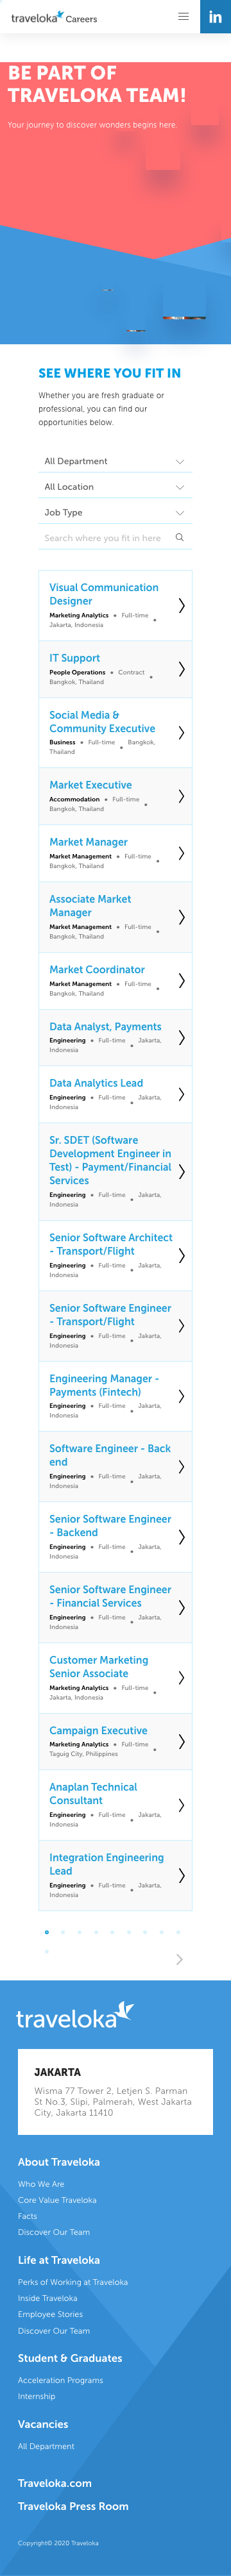 traveloka Careers
in
BE PART OF
TRAVELOKA TEAM!
Your journey to discover wonders begins here.
SEE WHERE YOU FIT IN
Whether you are fresh graduate or
professional, you can find our
opportunities below.
All Department
All Location
Job Type
Search where you fit in here
Visual Communication
Designer
Marketing Analytics • Full-time •
Jakarta, Indonesia
IT Support
People Operations • Contract •
Bangkok, Thailand
Social Media &
Community Executive
Business • Full-time • Bangkok,
Thailand
Market Executive
Accommodation • Full-time •
Bangkok, Thailand
Market Manager
Market Management • Full-time •
Bangkok, Thailand
Associate Market
Manager
Market Management • Full-time •
Bangkok, Thailand
Market Coordinator
Market Management • Full-time •
Bangkok, Thailand
Data Analyst, Payments
Engineering • Full-time • Jakarta,
Indonesia
Data Analytics Lead
Engineering • Full-time • Jakarta,
Indonesia
Sr. SDET (Software
Development Engineer in
Test) - Payment/Financial
Services
Engineering • Full-time • Jakarta,
Indonesia
Senior Software Architect
- Transport/Flight
Engineering • Full-time • Jakarta,
Indonesia
Senior Software Engineer
- Transport/Flight
Engineering • Full-time • Jakarta,
Indonesia
Engineering Manager -
Payments (Fintech)
Engineering • Full-time • Jakarta,
Indonesia
Software Engineer - Back
end
Engineering • Full-time • Jakarta,
Indonesia
Senior Software Engineer
- Backend
Engineering • Full-time • Jakarta,
Indonesia
Senior Software Engineer
- Financial Services
Engineering • Full-time • Jakarta,
Indonesia
Customer Marketing
Senior Associate
Marketing Analytics • Full-time •
Jakarta, Indonesia
Campaign Executive
Marketing Analytics • Full-time •
Taguig City, Philippines
Anaplan Technical
Consultant
Engineering • Full-time • Jakarta,
Indonesia
Integration Engineering
Lead
Engineering • Full-time • Jakarta,
Indonesia
traveloka
JAKARTA
Wisma 77 Tower 2, Letjen S. Parman
St No.3, Slipi, Palmerah, West Jakarta
City, Jakarta 11410
About Traveloka
Who We Are
Core Value Traveloka
Facts
Discover Our Team
Life at Traveloka
Perks of Working at Traveloka
Inside Traveloka
Employee Stories
Discover Our Team
Student & Graduates
Acceleration Programs
Internship
Vacancies
All Department
Traveloka.com
Traveloka Press Room
Copyright© 2020 Traveloka